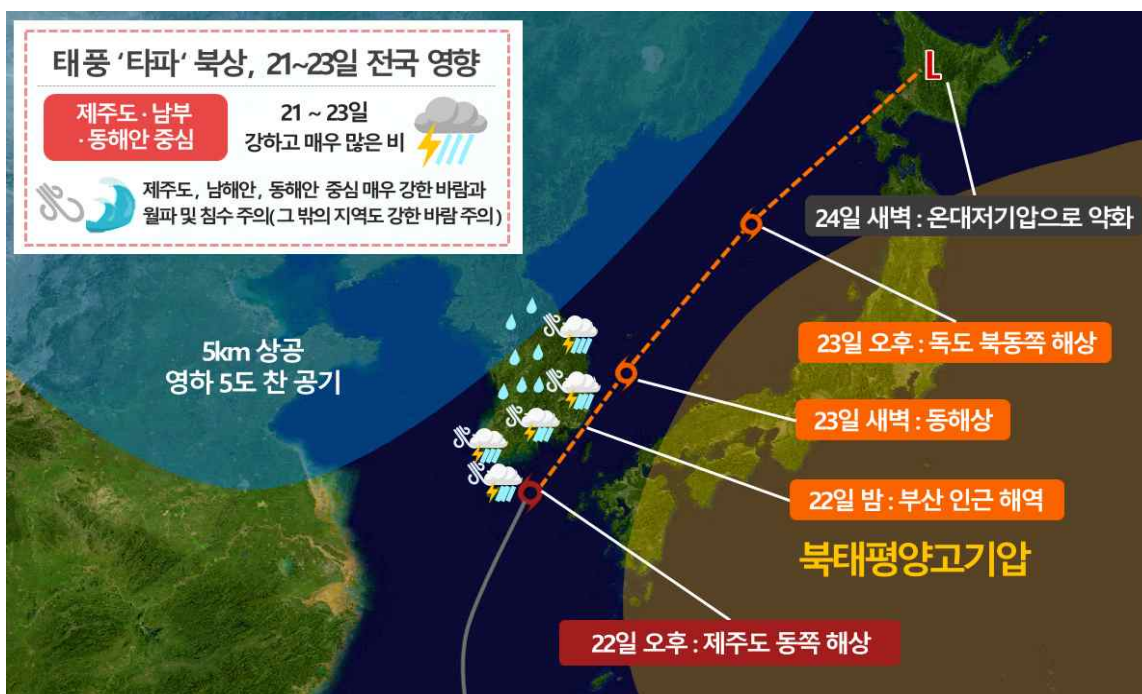 태풍 ‘타파‘ 북상, 21~23일 전국 영향
제주도·남부
·동해안 중심
21 ~ 23일
강하고 매우 많은 비
제주도, 남해안, 동해안 중심 매우 강한 바람과
월파 및 침수 주의(그 밖의 지역도 강한 바람 주의)
L
24일 새벽 : 온대저기압으로 약화
5km 상공
영하 5도 찬 공기
23일 오후 : 독도 북동쪽 해상
23일 새벽 : 동해상
22일 밤 : 부산 인근 해역
북태평양고기압
22일 오후 : 제주도 동쪽 해상